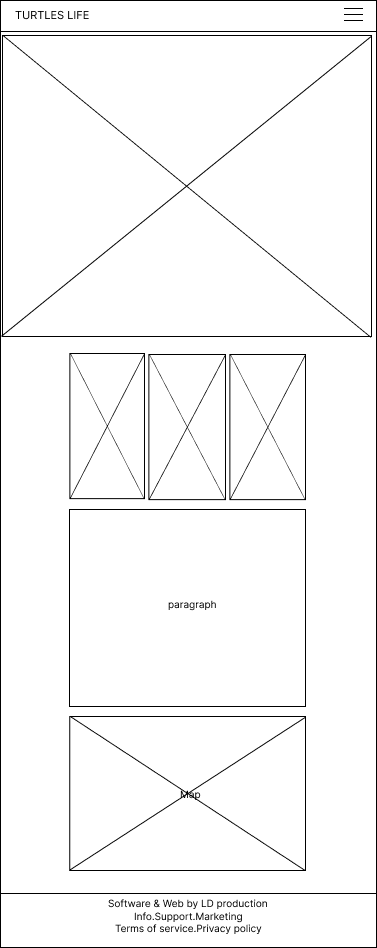 TURTLES LIFE
paragraph
Map
Software & Web by LD production
Info.Support.Marketing
Terms of service.Privacy policy